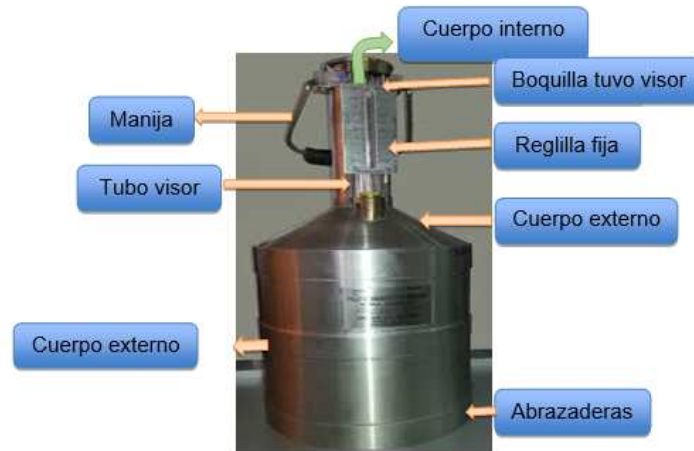 Cuerpo interno
Boquilla tuvo visor
Manija
Reglilla fija
Tubo visor
Cuerpo externo
Cuerpo externo
Abrazaderas